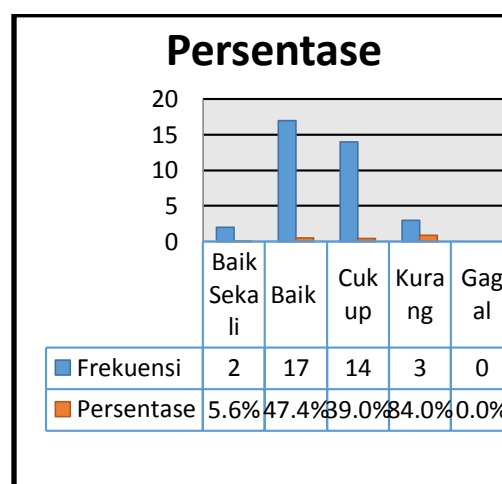 Persentase
20
15
10
5
0
Baik Seka li
Baik
Cuk up
Kura ng
Gag al
Frekuensi 2 17 14 3 0
Persentase 5.6% 47.4% 39.0% 84.0% 0.0%